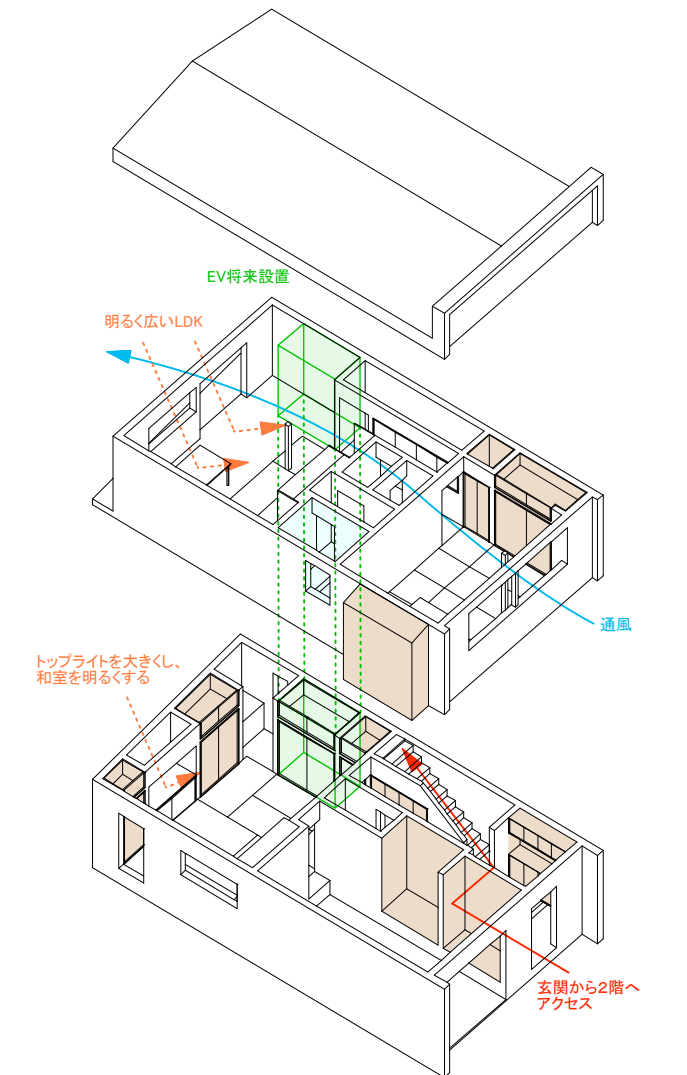 EV将来設置
明るく広いLDK
通風
トップライトを大きくし、
和室を明るくする
玄関から2階へ
アクセス